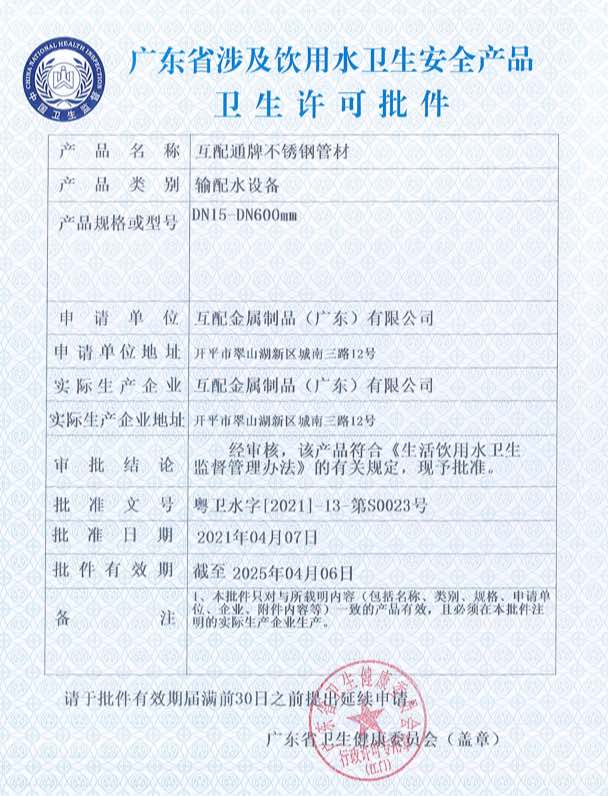 CHINA NATIONAL HEALTH INSPECTION
中国卫生监督
广东省涉及饮用水卫生安全产品
卫生许可批件
产品名称 互配通牌不锈钢管材
产品类别 输配水设备
产品规格或型号 DN15-DN600mm
申请单位 互配金属制品（广东）有限公司
申请单位地址 开平市翠山湖新区城南三路12号
实际生产企业 互配金属制品（广东）有限公司
实际生产企业地址 开平市翠山湖新区城南三路12号
审批结论 经审核，该产品符合《生活饮用水卫生
监督管理办法》的有关规定，现予批准。
批准文号 粤卫水字[2021]-13-第S0023号
批准日期 2021年04月07日
批件有效期 截至 2025年04月06日
备注 1、本批件只对与所载明内容（包括名称、类别、规格、申请单
位、企业、附件内容等）一致的产品有效，且必须在本批件注
明的实际生产企业生产。
请于批件有效期届满前30日之前提出延续申请。
广东省卫生健康委员会（盖章）
广东省卫生健康委员会
行政许可专用章
(江门)